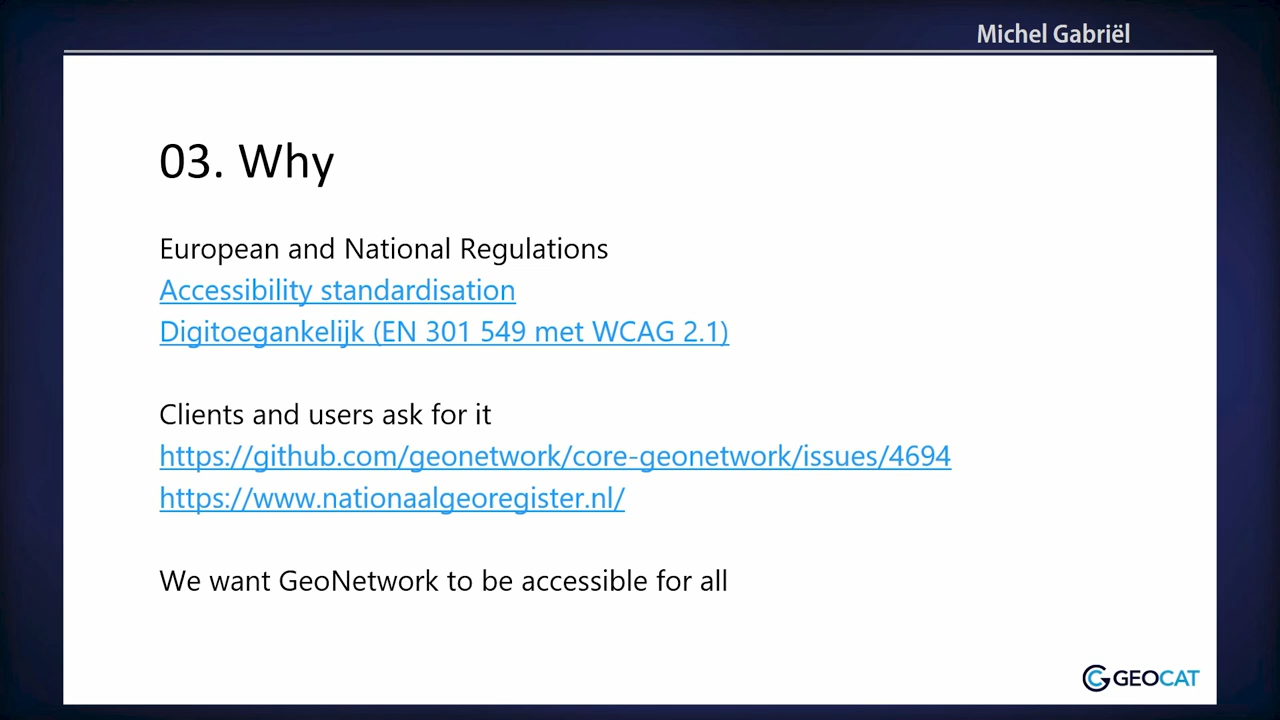 Michel Gabriël
03. Why
European and National Regulations
Accessibility standardisation
Digitoegankelijk (EN 301 549 met WCAG 2.1)
Clients and users ask for it
https://github.com/geonetwork/core-geonetwork/issues/4694
https://www.nationaalgeoregister.nl/
We want GeoNetwork to be accessible for all
GEOCAT